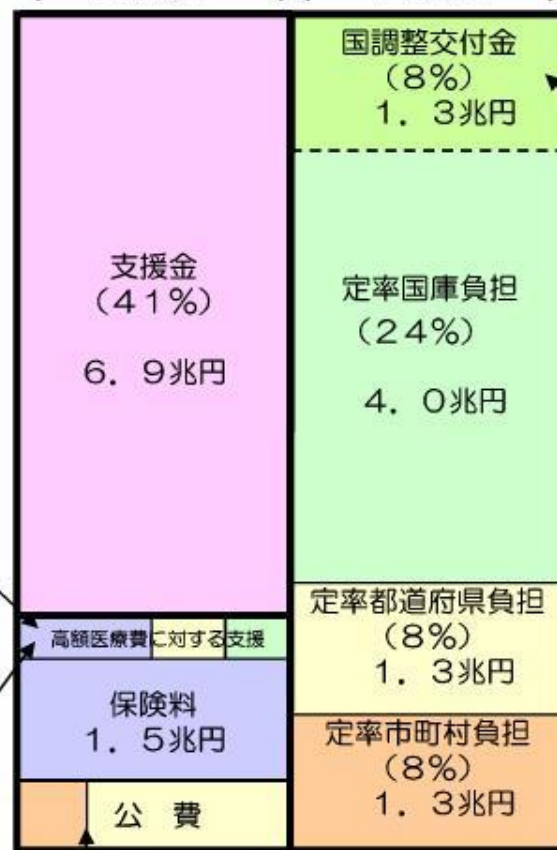 支援金
（41%）
6．9兆円
高額医療費に対する支援
保険料
1．5兆円
公　費
国調整交付金
（8%）
1．3兆円
定率国庫負担
（24%）
4．0兆円
定率都道府県負担
（8%）
1．3兆円
定率市町村負担
（8%）
1．3兆円